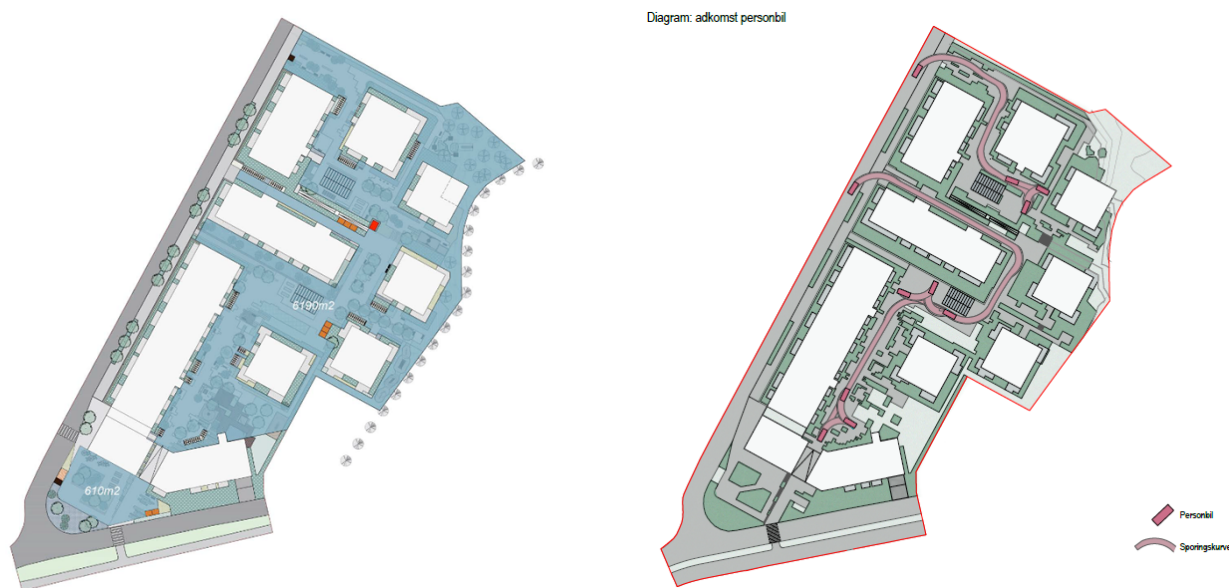 Diagram: adkomst personbil
6190m2
610m2
Personbil
Sporingskurve